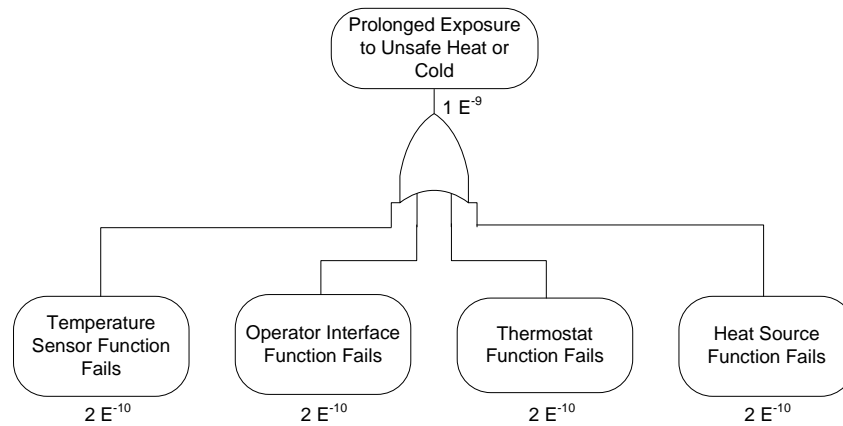 Prolonged Exposure
to Unsafe Heat or
Cold
1 E⁻⁹
Temperature
Sensor Function
Fails
2 E⁻¹⁰
Operator Interface
Function Fails
2 E⁻¹⁰
Thermostat
Function Fails
2 E⁻¹⁰
Heat Source
Function Fails
2 E⁻¹⁰